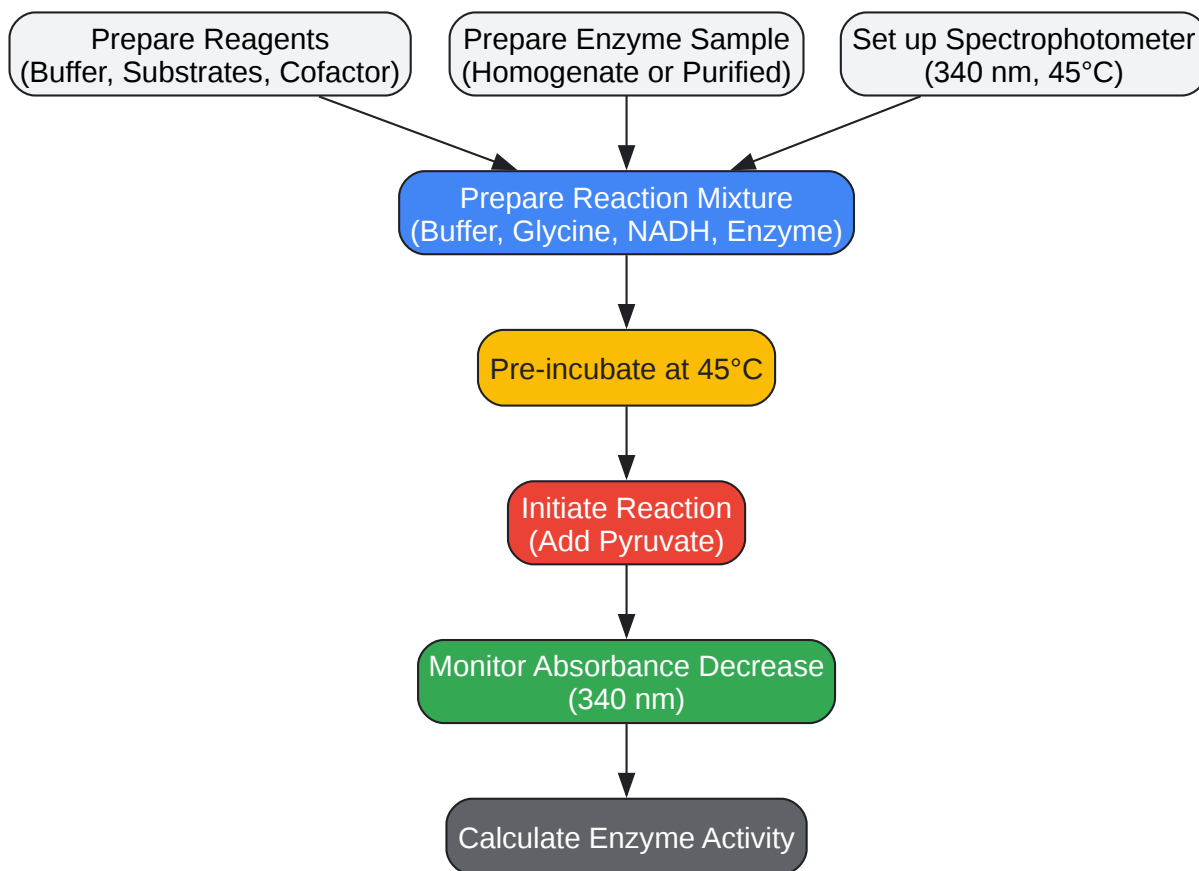 Prepare Reagents
(Buffer, Substrates, Cofactor)
Prepare Enzyme Sample
(Homogenate or Purified)
Set up Spectrophotometer
(340 nm, 45°C)
Prepare Reaction Mixture
(Buffer, Glycine, NADH, Enzyme)
Pre-incubate at 45°C
Initiate Reaction
(Add Pyruvate)
Monitor Absorbance Decrease
(340 nm)
Calculate Enzyme Activity